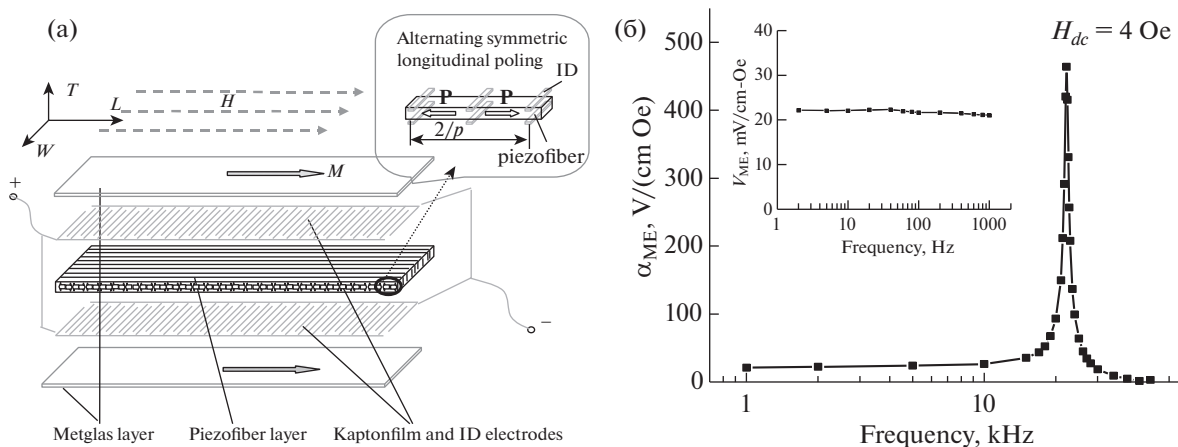 (a)
Alternating symmetric
longitudinal poling
ID
P
P
2/p
piezofiber
T
L
H
W
M
+
−
Metglas layer
Piezofiber layer
Kaptonfilm and ID electrodes
(б)
H_dc = 4 Oe
α_ME, V/(cm Oe)
500
400
300
200
100
0
1
10
Frequency, kHz
V_ME, mV/cm-Oe
40
30
20
10
0
1
10
100
1000
Frequency, Hz